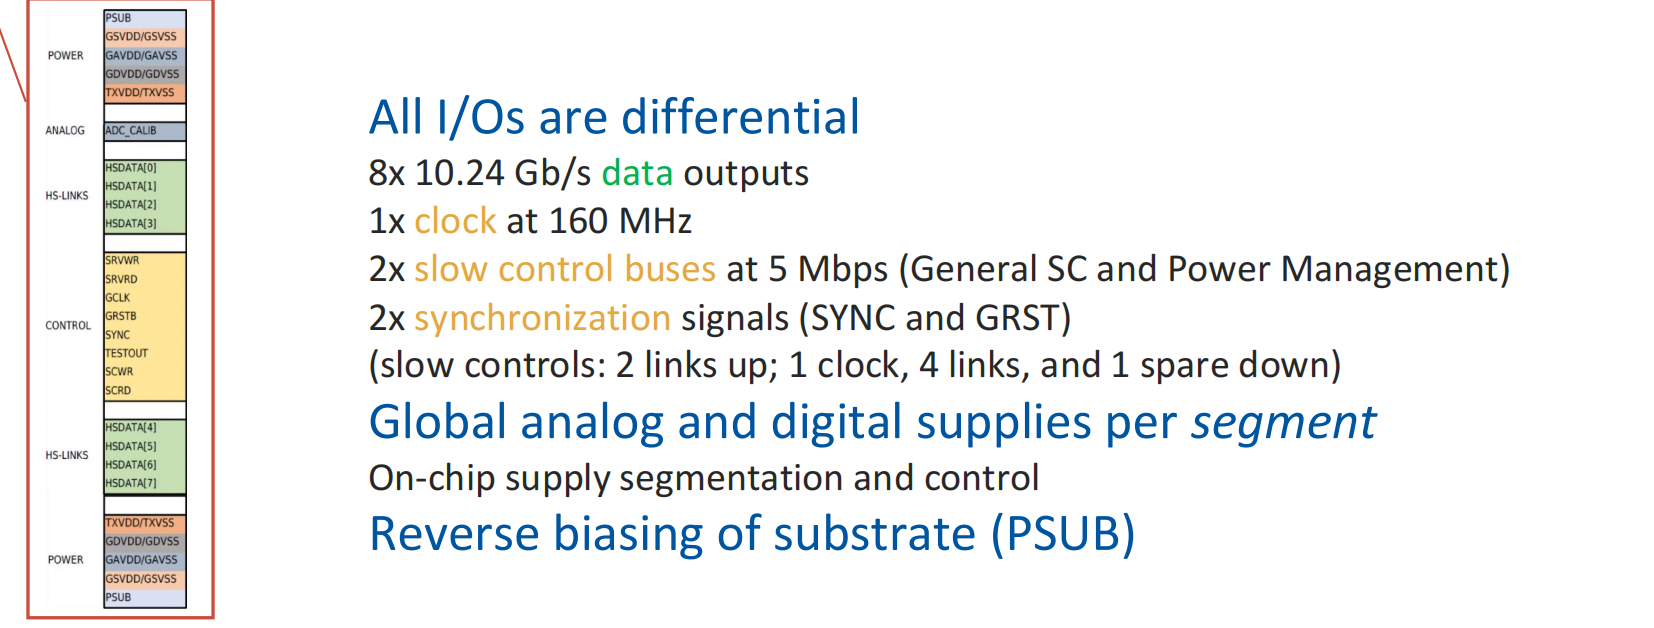 PSUB
GSVDD/GSVSS
POWER GAVDD/GAVSS
GDVDD/GDVSS
TXVDD/TXVSS
ANALOG ADC_CALIB
HSDATA[0]
HSDATA[1]
HS-LINKS
HSDATA[2]
HSDATA[3]
SRVWR
SRVRD
GCLK
GRSTB
CONTROL
SYNC
TESTOUT
SCWR
SCRD
HSDATA[4]
HSDATA[5]
HS-LINKS
HSDATA[6]
HSDATA[7]
TXVDD/TXVSS
GDVDD/GDVSS
POWER GAVDD/GAVSS
GSVDD/GSVSS
PSUB
All I/Os are differential
8x 10.24 Gb/s data outputs
1x clock at 160 MHz
2x slow control buses at 5 Mbps (General SC and Power Management)
2x synchronization signals (SYNC and GRST)
(slow controls: 2 links up; 1 clock, 4 links, and 1 spare down)
Global analog and digital supplies per segment
On-chip supply segmentation and control
Reverse biasing of substrate (PSUB)